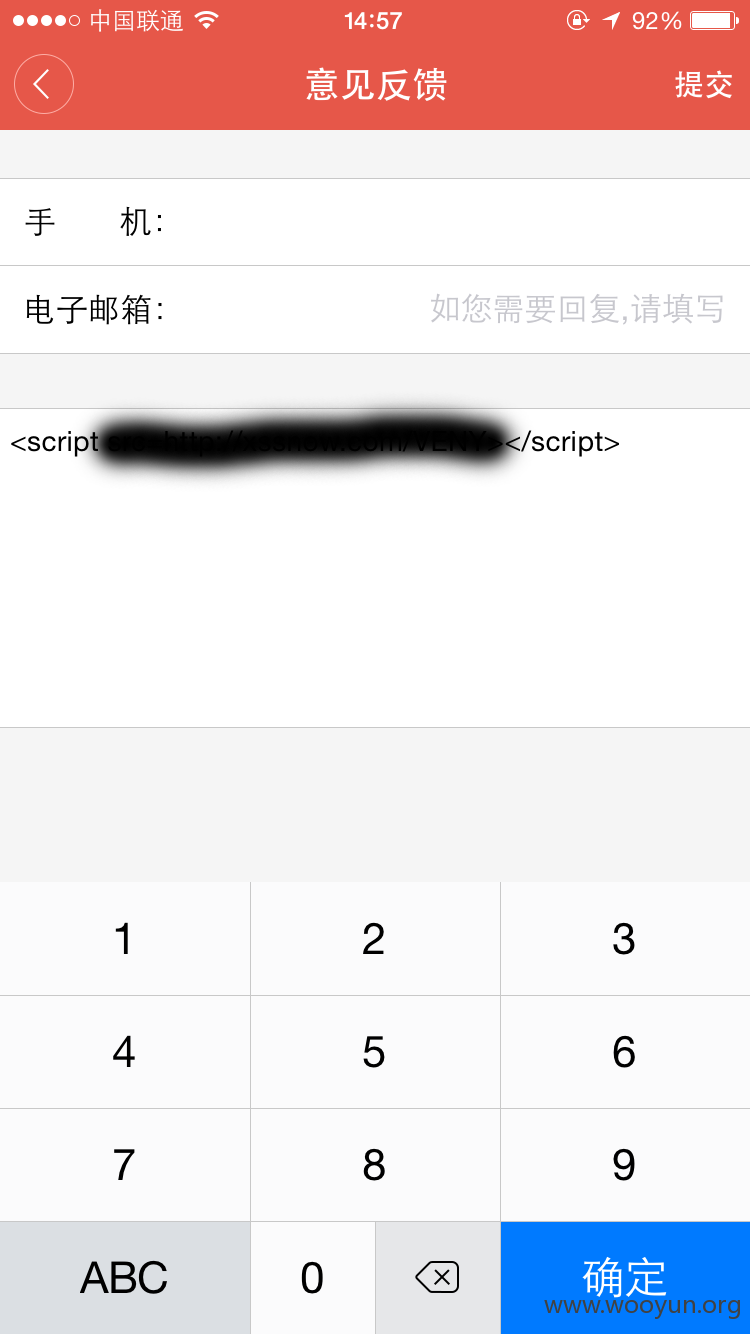 中国联通 14:57 92%
意见反馈 提交
手 机:
电子邮箱: 如您需要回复,请填写
<script </script>
1 2 3
4 5 6
7 8 9
ABC 0 确定
www.wooyun.org